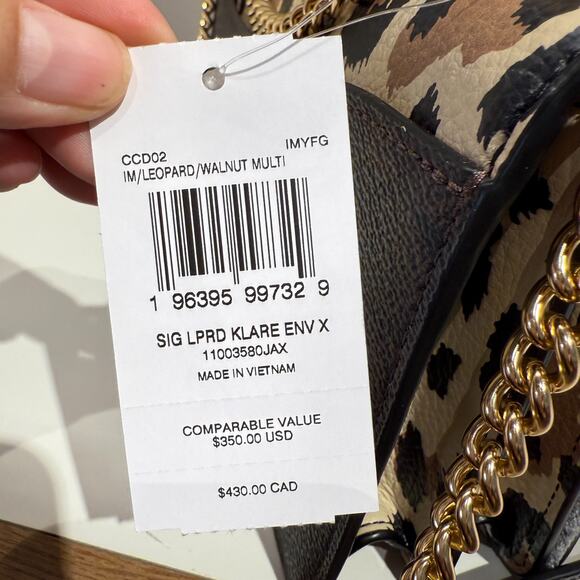 CCD02 IMYFG
IM/LEOPARD/WALNUT MULTI
1 96395 99732 9
SIG LPRD KLARE ENV X
11003580JAX
MADE IN VIETNAM
COMPARABLE VALUE
$350.00 USD
$430.00 CAD